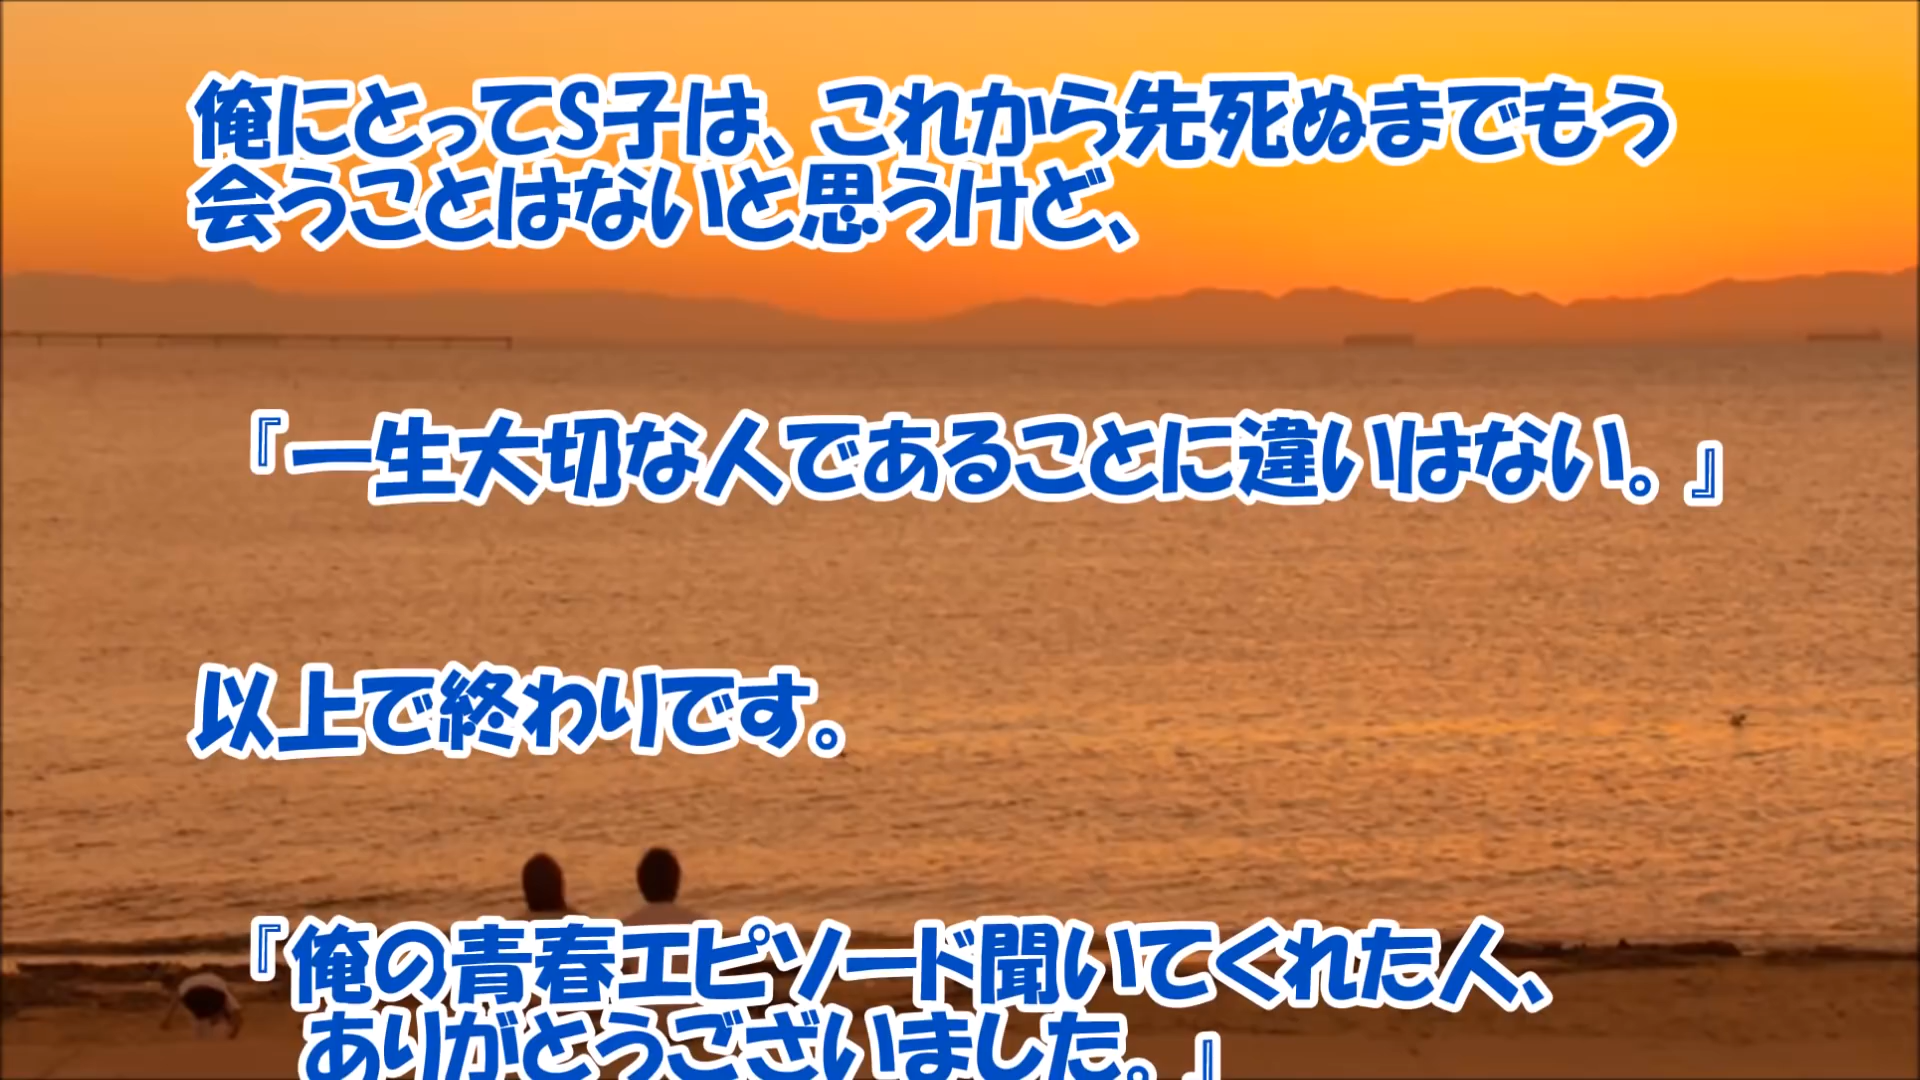 俺にとってS子は、これから先死ぬまでもう
会うことはないと思うけど、
『一生大切な人であることに違いはない。』
以上で終わりです。
『俺の青春エピソード聞いてくれた人、
ありがとうございました。』